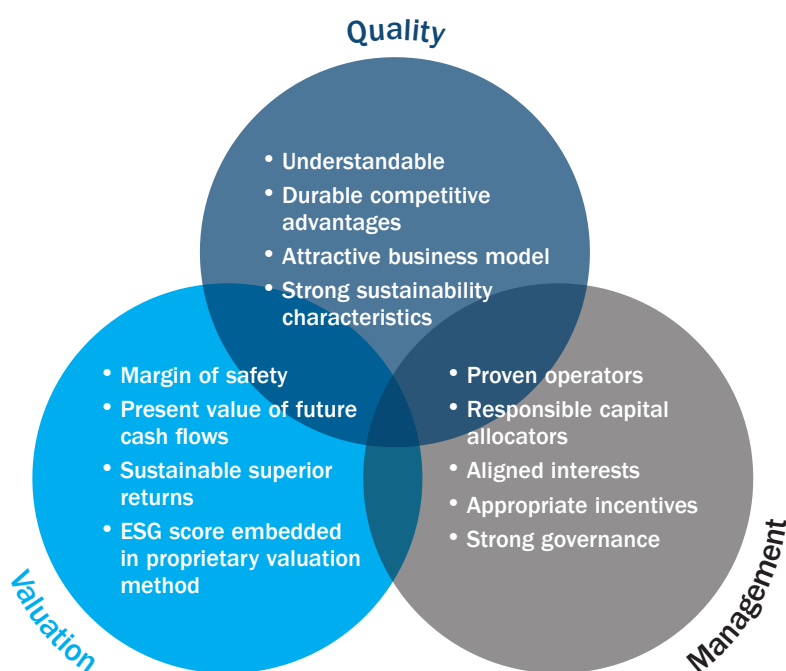 Quality
• Understandable
• Durable competitive
advantages
• Attractive business model
• Strong sustainability
characteristics
• Margin of safety
• Present value of future
cash flows
• Sustainable superior
returns
• ESG score embedded
in proprietary valuation
method
Valuation
• Proven operators
• Responsible capital
allocators
• Aligned interests
• Appropriate incentives
• Strong governance
Management